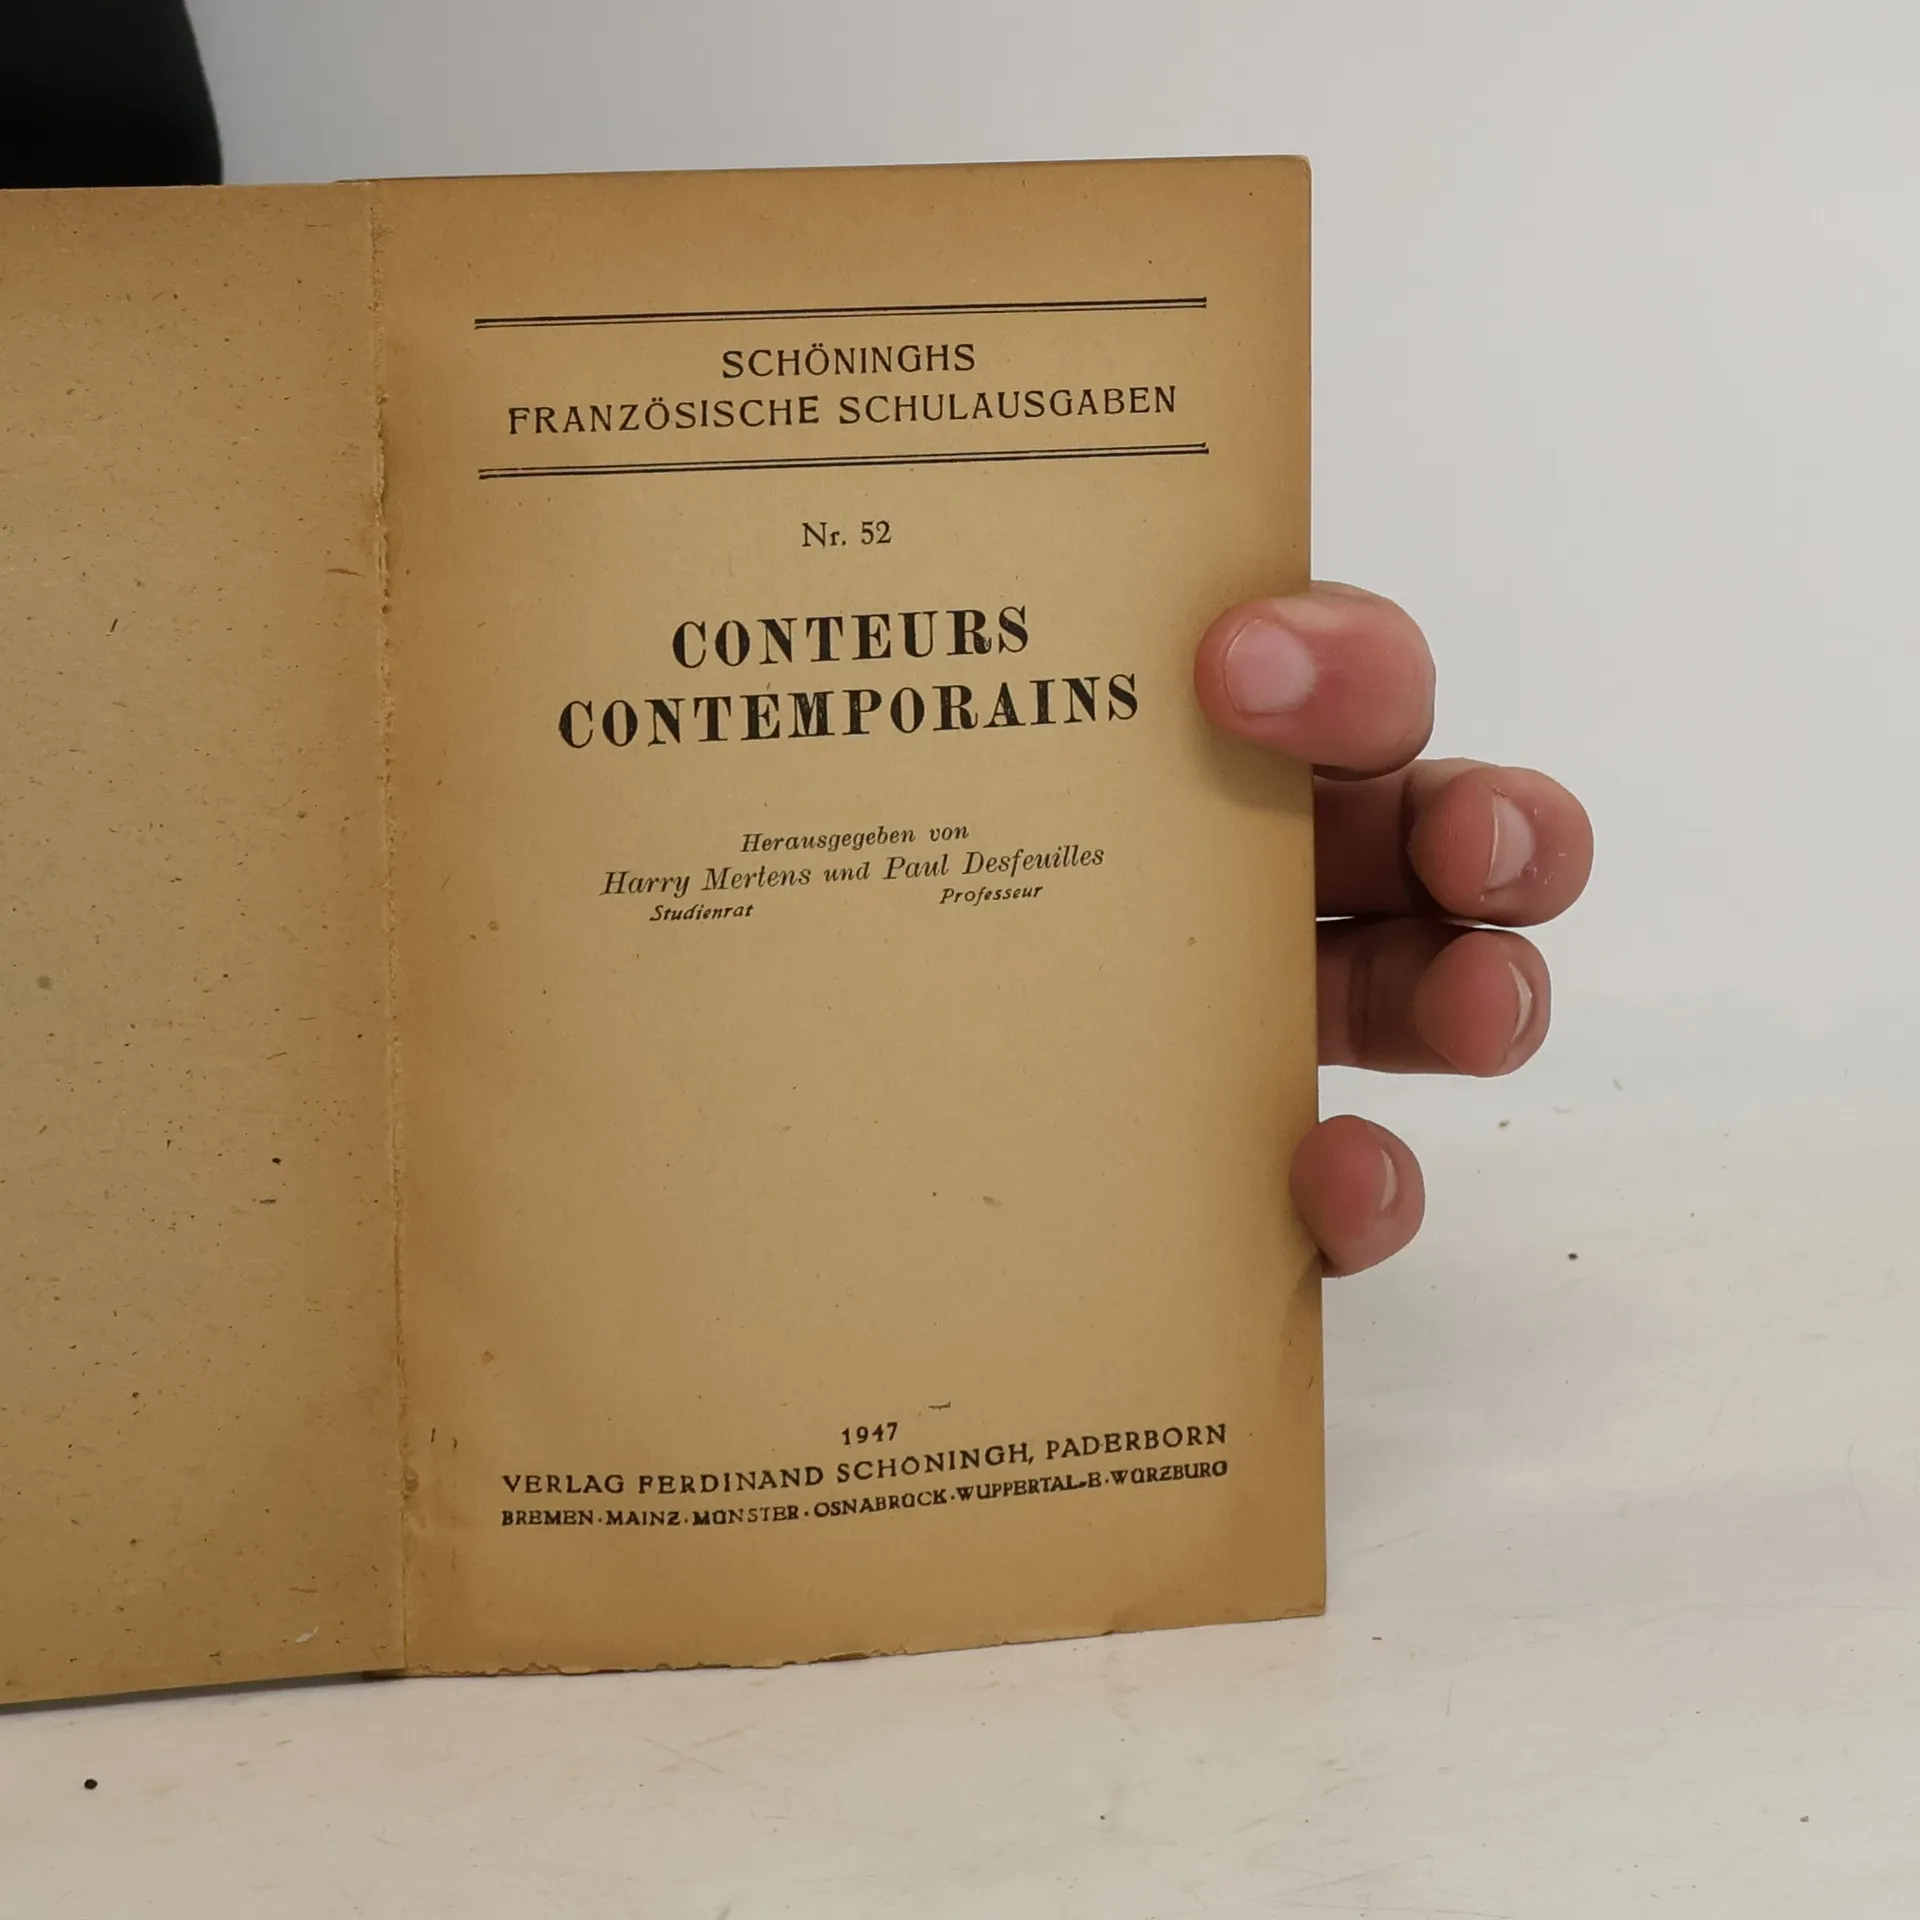 SCHÖNINGHS
FRANZÖSISCHE SCHULAUSGABEN
Nr. 52
CONTEURS
CONTEMPORAINS
Herausgegeben von
Harry Mertens und Paul Desfeuilles
Studienrat Professeur
1947
VERLAG FERDINAND SCHÖNINGH, PADERBORN
BREMEN · MAINZ · MÜNSTER · OSNABRÜCK · WUPPERTAL-E · WÜRZBURG